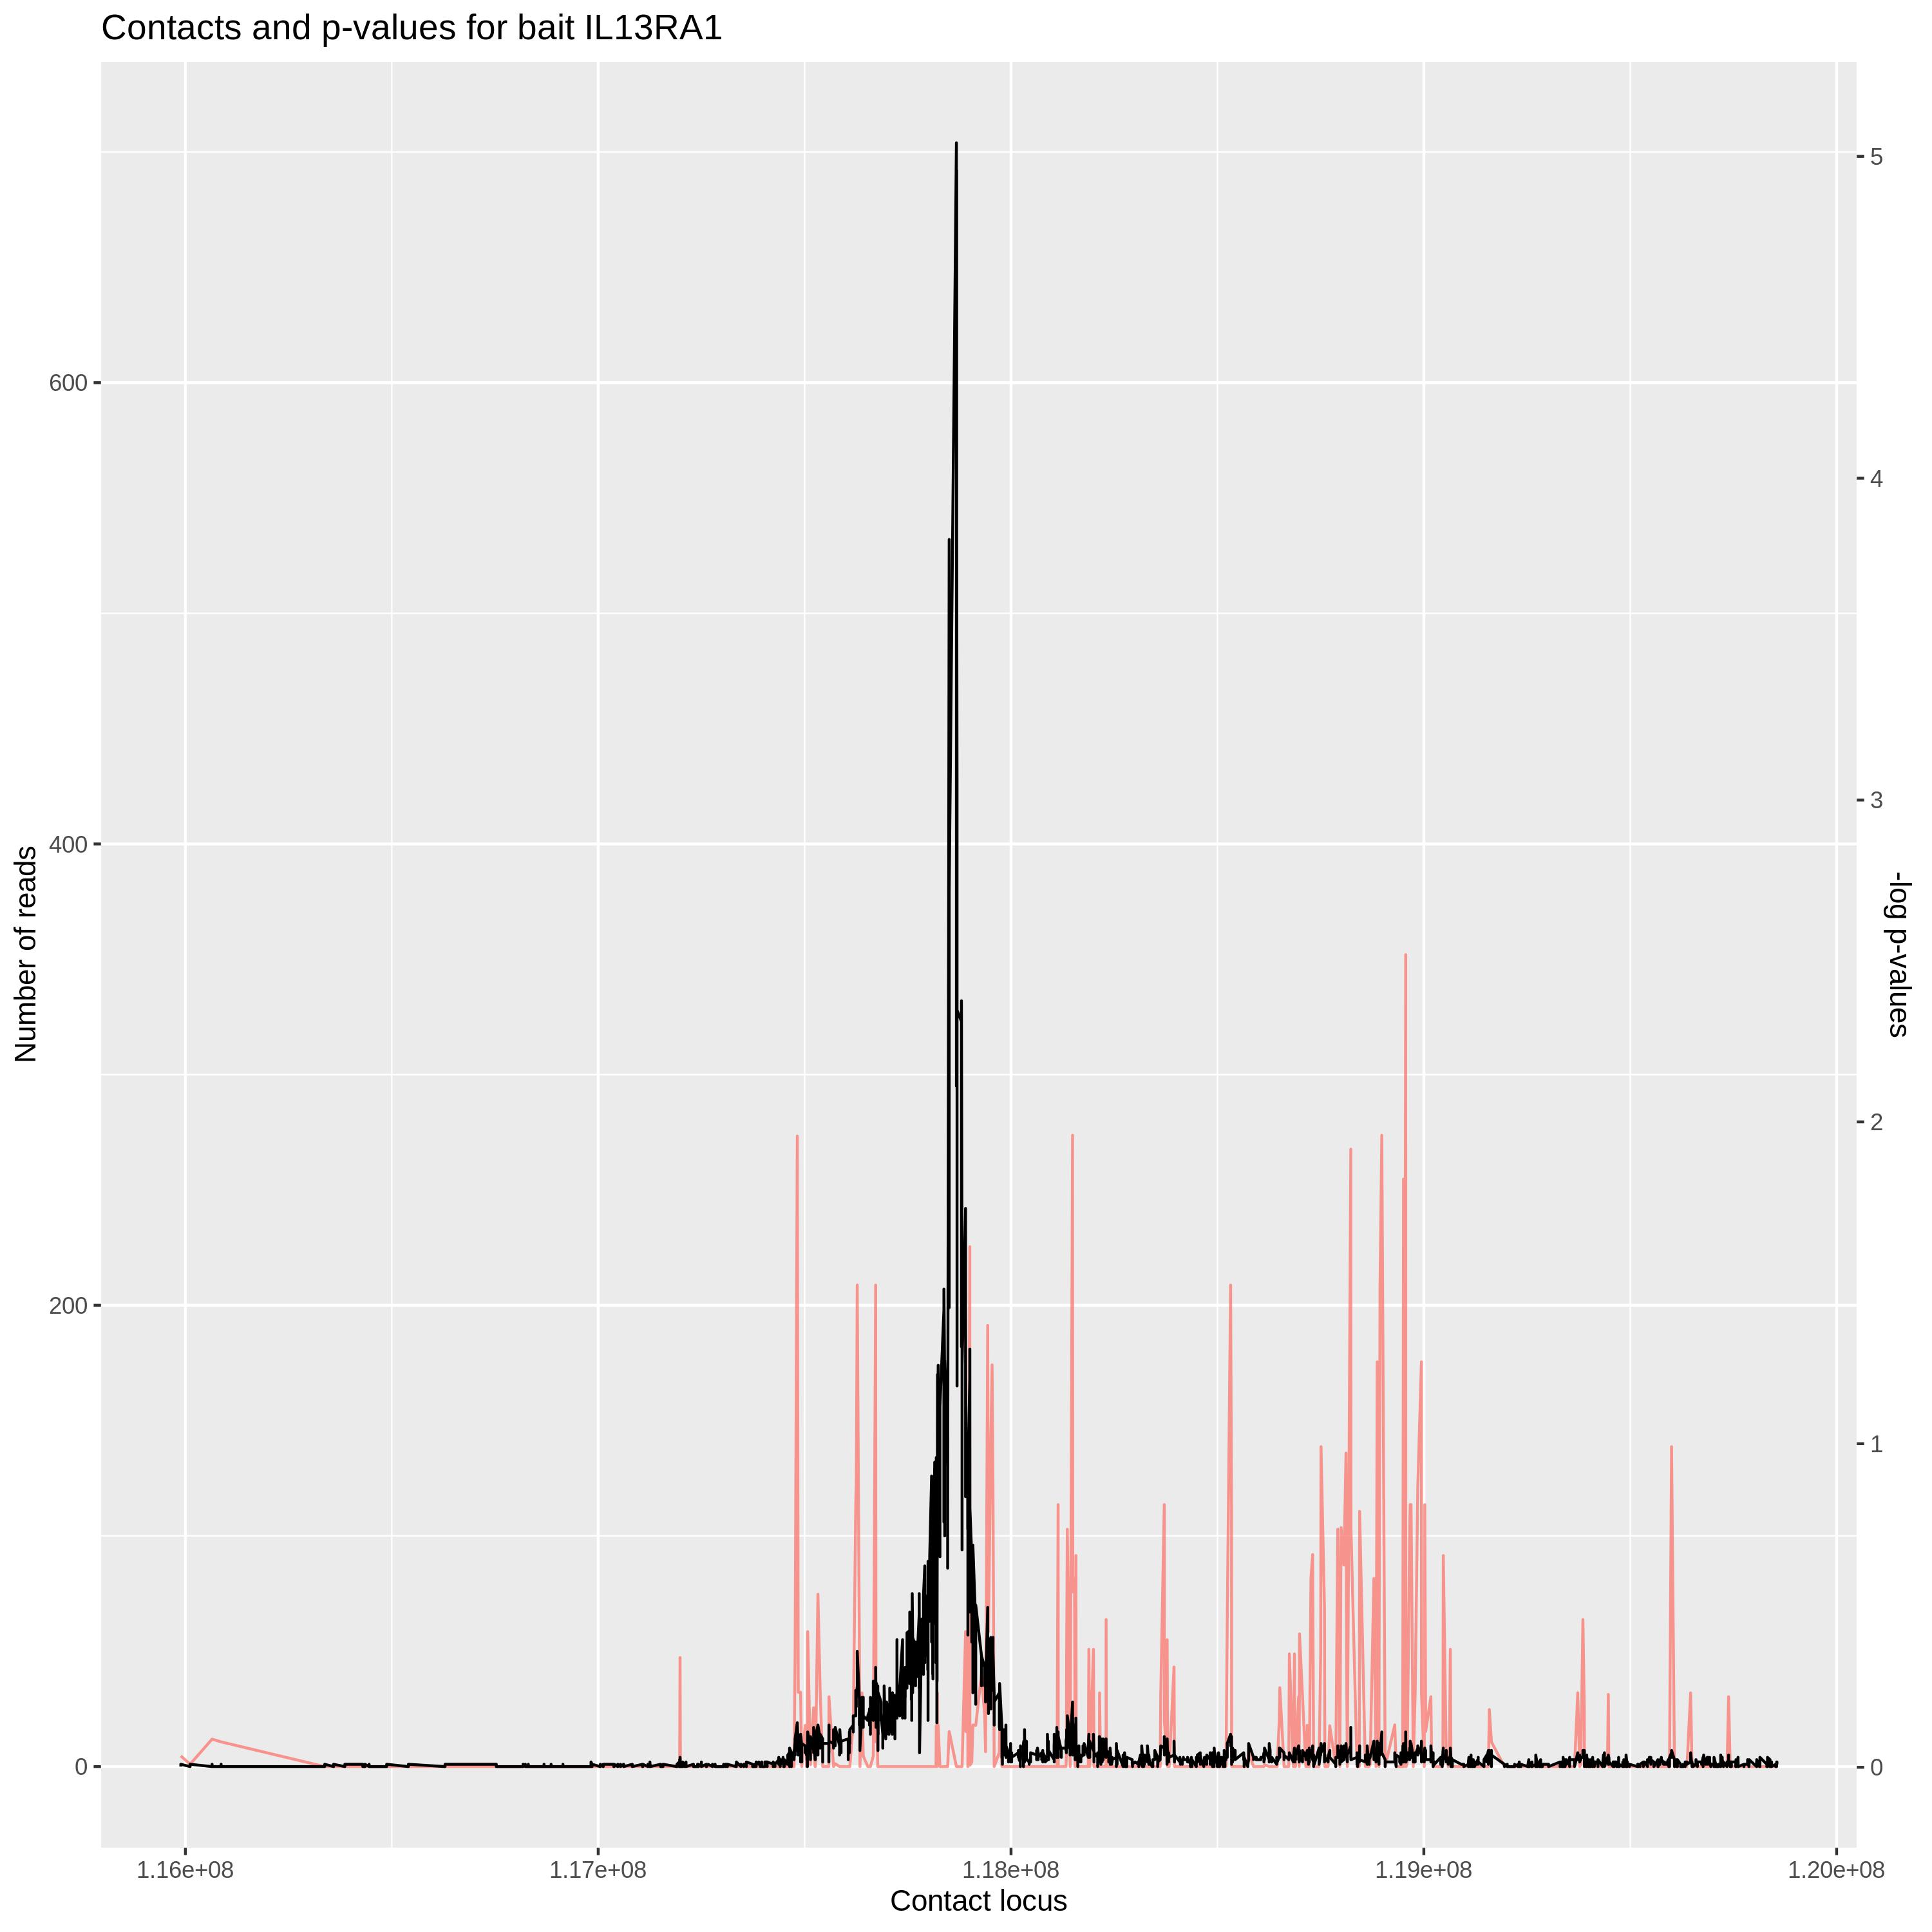 Contacts and p-values for bait IL13RA1
600
400
200
0
Number of reads
5
4
3
2
1
0
-log p-values
1.16e+08 1.17e+08 1.18e+08 1.19e+08 1.20e+08
Contact locus